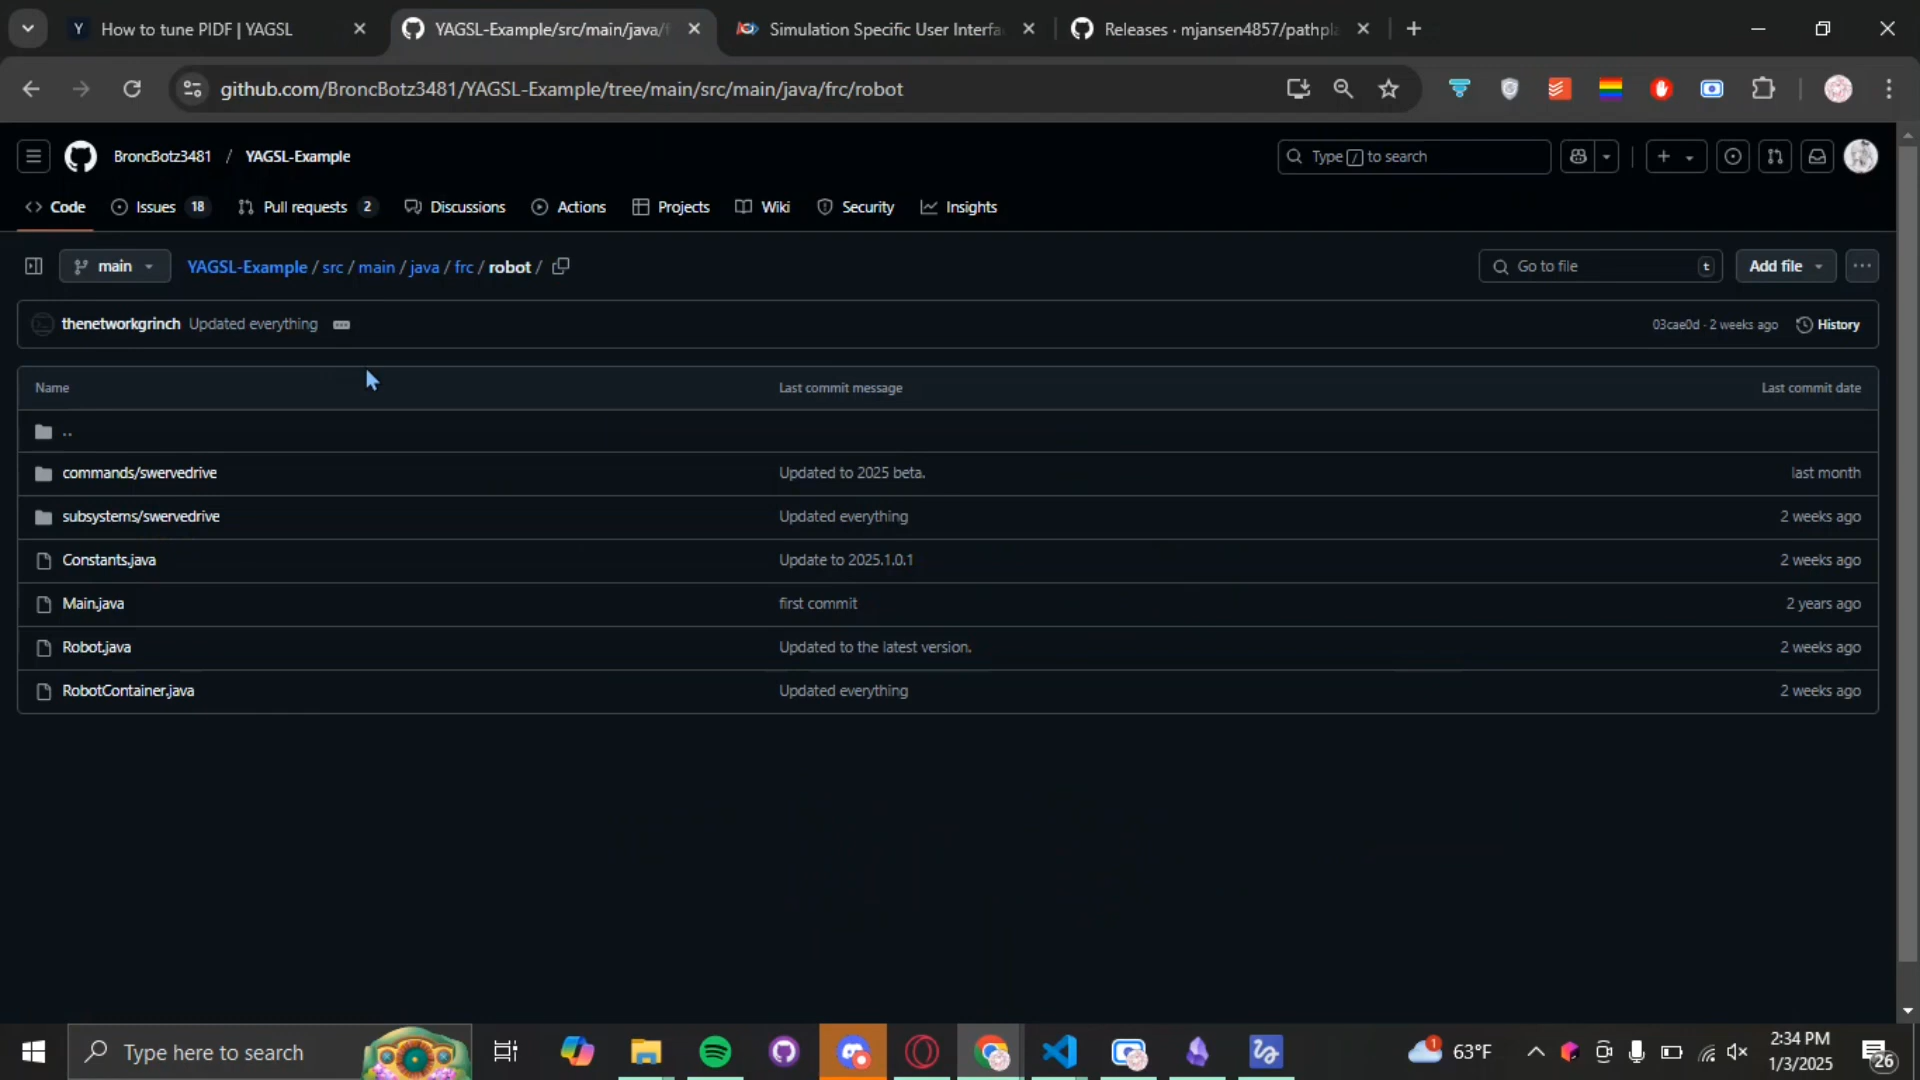 How to tune PIDF | YAGSL
YAGSL-Example/src/main/java/f
Simulation Specific User Interfa
Releases · mjansen4857/pathpla
github.com/BroncBotz3481/YAGSL-Example/tree/main/src/main/java/frc/robot
BroncBotz3481 / YAGSL-Example
Type / to search
Code
Issues 18
Pull requests 2
Discussions
Actions
Projects
Wiki
Security
Insights
main
YAGSL-Example / src / main / java / frc / robot /
Go to file t
Add file
thenetworkgrinch Updated everything
03cae0d · 2 weeks ago
History
Name Last commit message Last commit date
..
commands/swervedrive Updated to 2025 beta. last month
subsystems/swervedrive Updated everything 2 weeks ago
Constants.java Update to 2025.1.0.1 2 weeks ago
Main.java first commit 2 years ago
Robot.java Updated to the latest version. 2 weeks ago
RobotContainer.java Updated everything 2 weeks ago
Type here to search
1
63°F
2:34 PM
1/3/2025
26